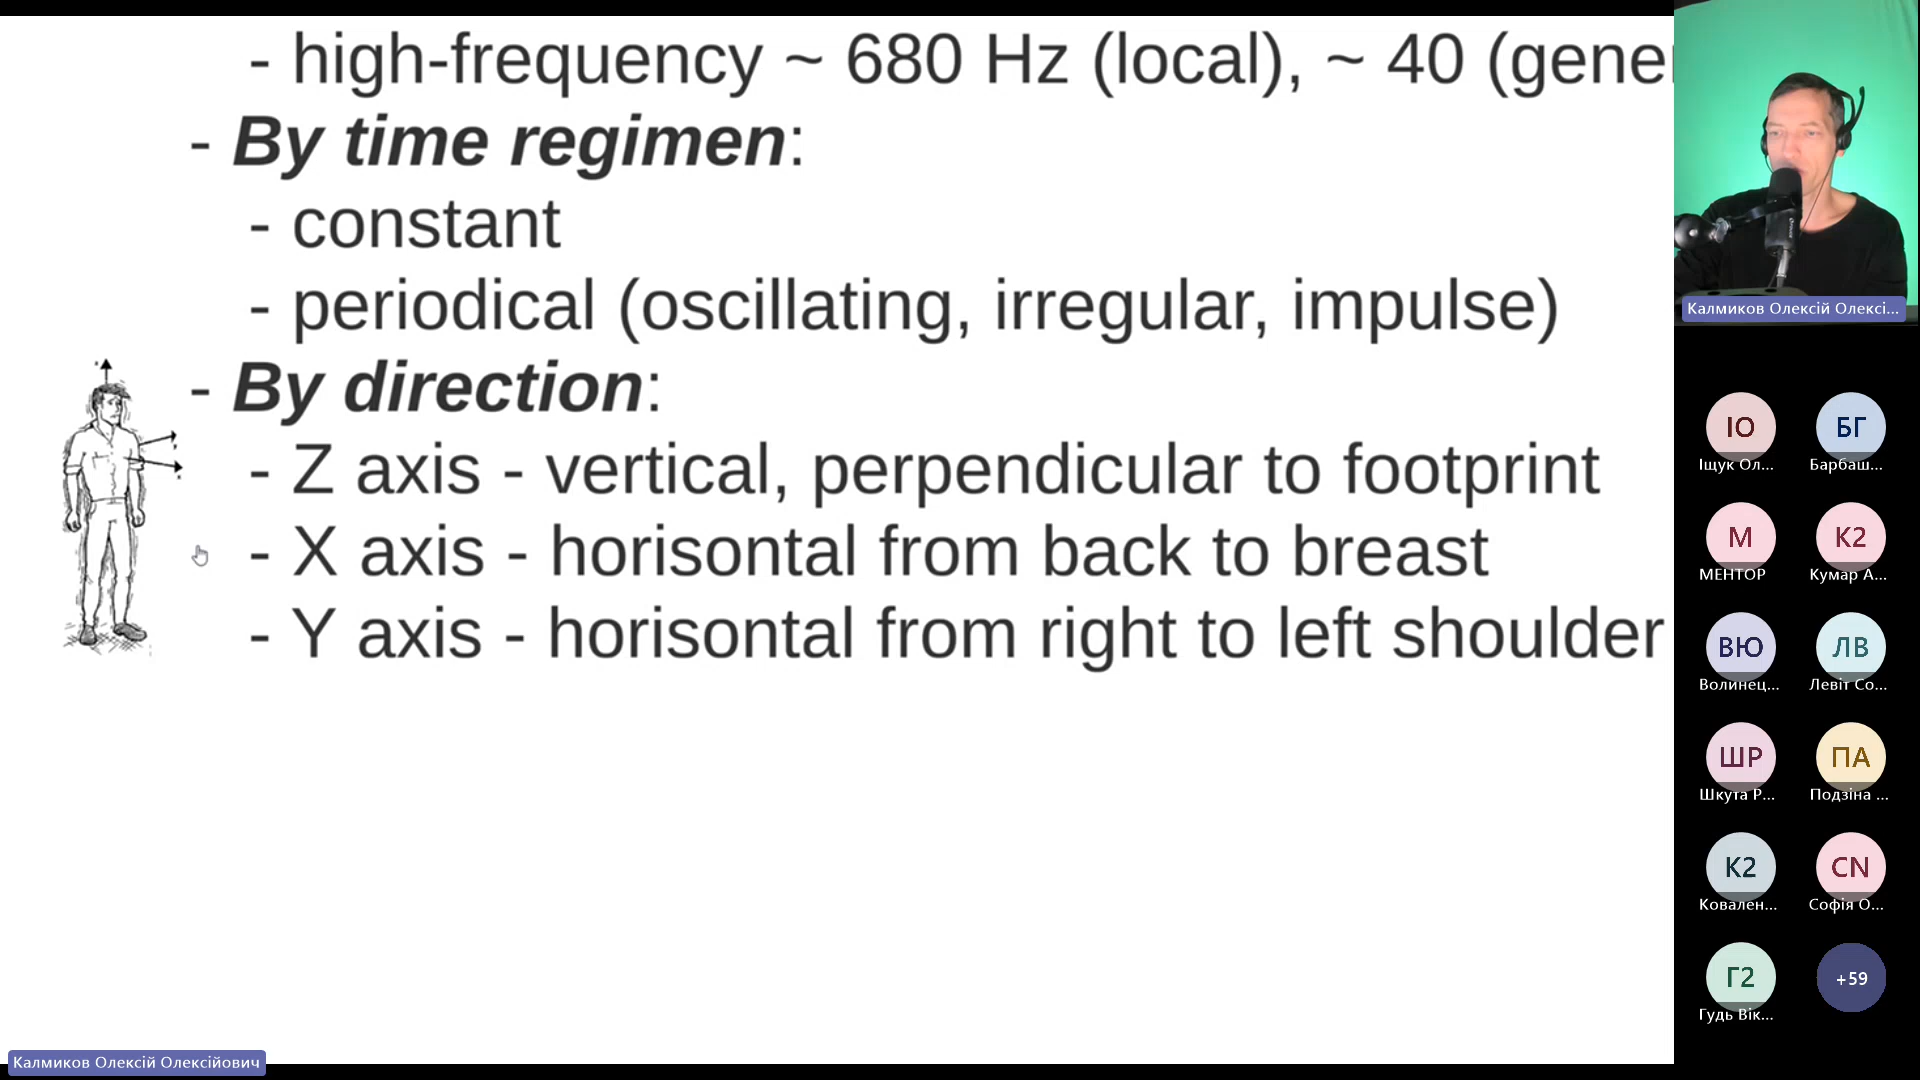 - high-frequency ~ 680 Hz (local), ~ 40 (gener
- By time regimen:
- constant
- periodical (oscillating, irregular, impulse)
- By direction:
- Z axis - vertical, perpendicular to footprint
- X axis - horisontal from back to breast
- Y axis - horisontal from right to left shoulder
Калмиков Олексій Олексійович
Калмиков Олексій Олексі...
ІО
Іщук Ол...
БГ
Барбаш...
М
МЕНТОР
К2
Кумар А...
ВЮ
Волинец...
ЛВ
Левіт Со...
ШР
Шкута Р...
ПА
Подзіна ...
К2
Ковален...
CN
Софія О...
Г2
Гудь Вік...
+59